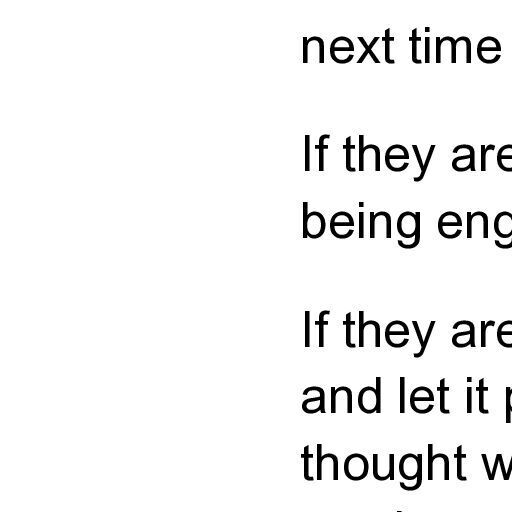 next time
If they are
being eng
If they are
and let it p
thought w